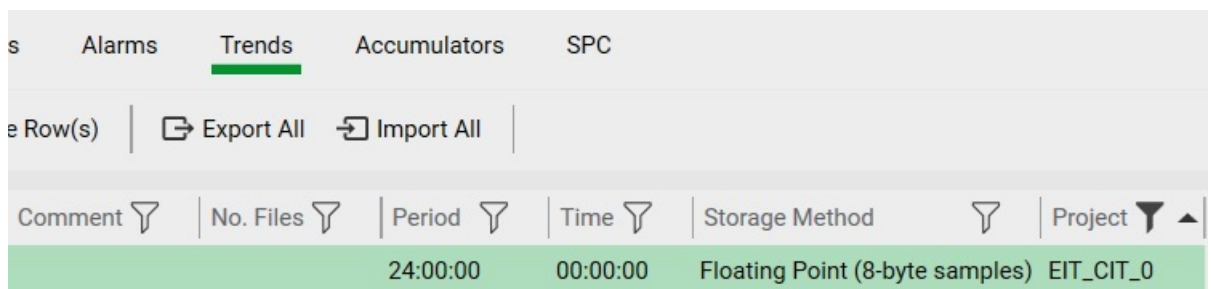 s Alarms Trends Accumulators SPC
e Row(s) Export All Import All
Comment No. Files Period Time Storage Method Project
24:00:00 00:00:00 Floating Point (8-byte samples) EIT_CIT_0